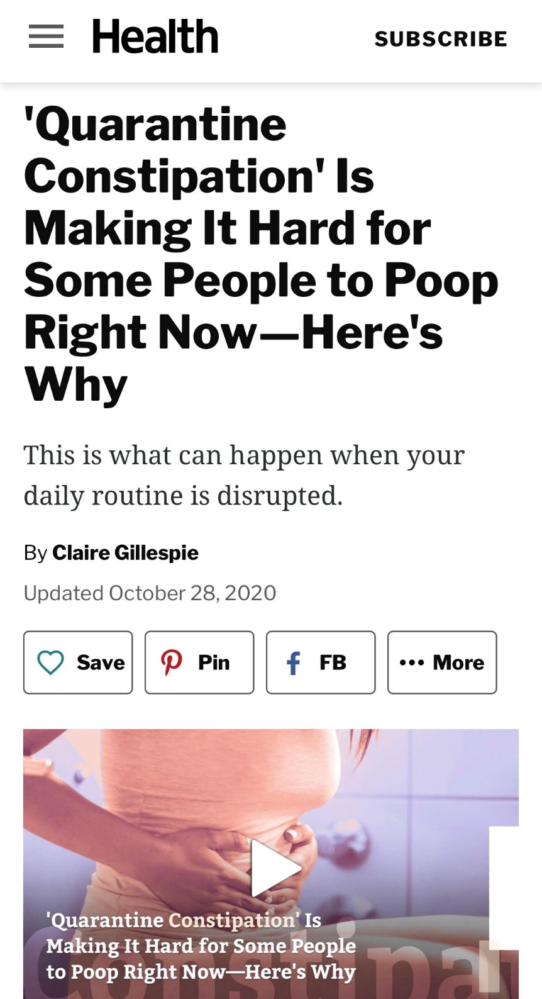 Health
SUBSCRIBE
'Quarantine
Constipation' Is
Making It Hard for
Some People to Poop
Right Now—Here's
Why
This is what can happen when your
daily routine is disrupted.
By Claire Gillespie
Updated October 28, 2020
Save
Pin
FB
More
'Quarantine Constipation' Is
Making It Hard for Some People
to Poop Right Now—Here's Why
Constipat